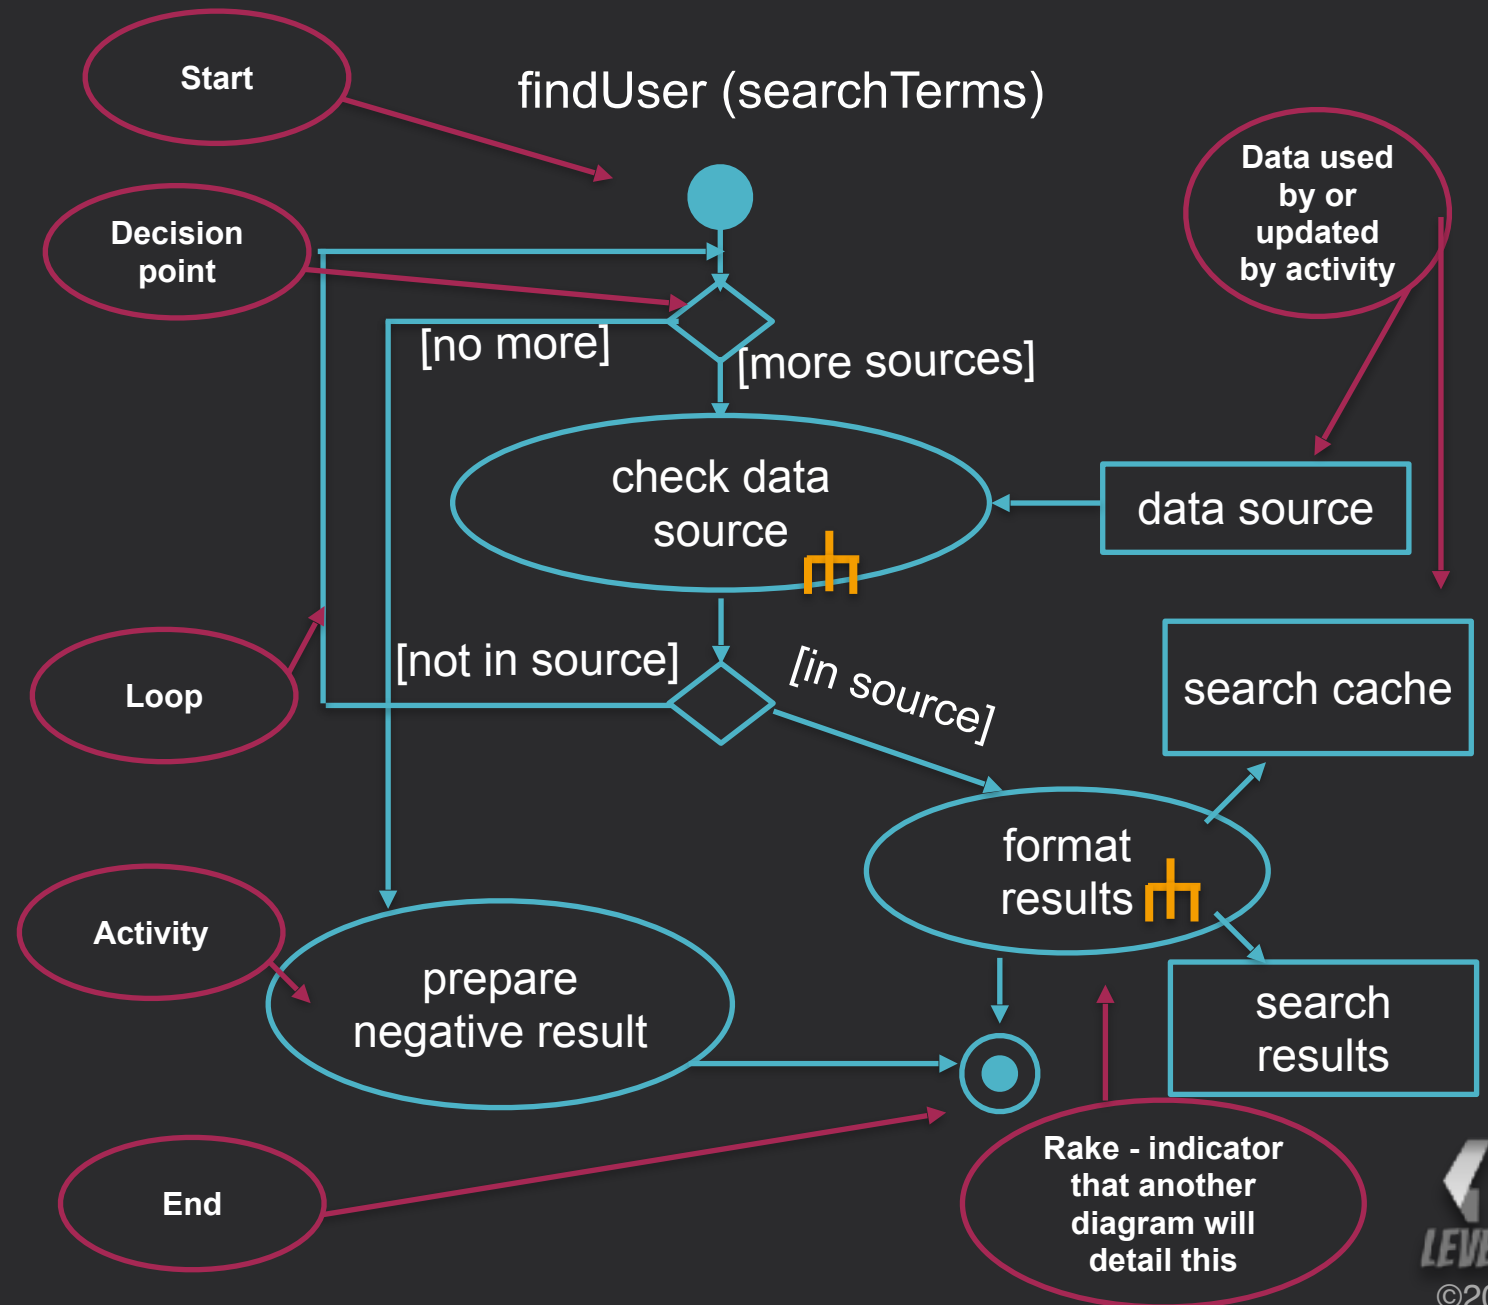 Start
findUser (searchTerms)
Data used
by or
updated
by activity
Decision
point
[no more]
[more sources]
check data
source
data source
[not in source]
[in source]
search cache
Loop
format
results
Activity
prepare
negative result
search
results
End
Rake - indicator
that another
diagram will
detail this
LEVE
©20